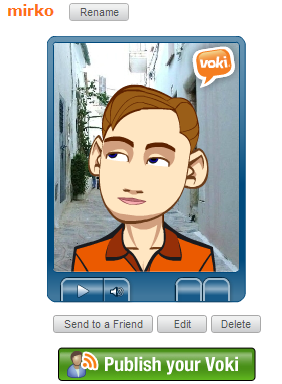 mirko Rename
voki
Send to a Friend Edit Delete
Publish your Voki